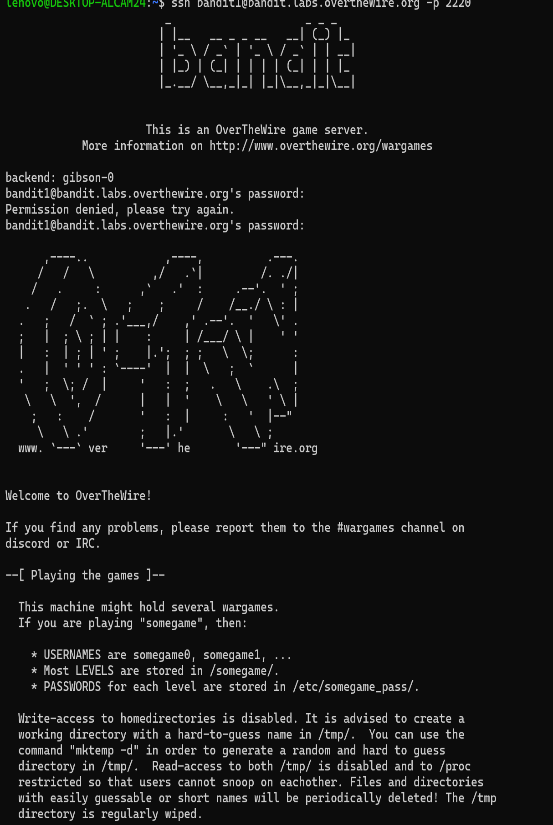 lenovo@DESKTOP-ALCAM24:~$ ssh bandit1@bandit.labs.overthewire.org -p 2220
bandit
This is an OverTheWire game server.
More information on http://www.overthewire.org/wargames
backend: gibson-0
bandit1@bandit.labs.overthewire.org's password:
Permission denied, please try again.
bandit1@bandit.labs.overthewire.org's password:
www. ver he ire.org
Welcome to OverTheWire!
If you find any problems, please report them to the #wargames channel on
discord or IRC.
--[ Playing the games ]--
This machine might hold several wargames.
If you are playing "somegame", then:
* USERNAMES are somegame0, somegame1, ...
* Most LEVELS are stored in /somegame/.
* PASSWORDS for each level are stored in /etc/somegame_pass/.
Write-access to homedirectories is disabled. It is advised to create a
working directory with a hard-to-guess name in /tmp/.  You can use the
command "mktemp -d" in order to generate a random and hard to guess
directory in /tmp/.  Read-access to both /tmp/ is disabled and to /proc
restricted so that users cannot snoop on eachother. Files and directories
with easily guessable or short names will be periodically deleted! The /tmp
directory is regularly wiped.